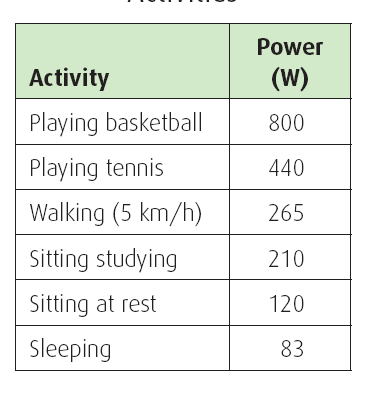 Activity Power (W)
Playing basketball 800
Playing tennis 440
Walking (5 km/h) 265
Sitting studying 210
Sitting at rest 120
Sleeping 83